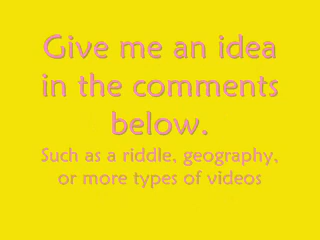 Give me an idea
in the comments
below.
Such as a riddle, geography,
or more types of videos